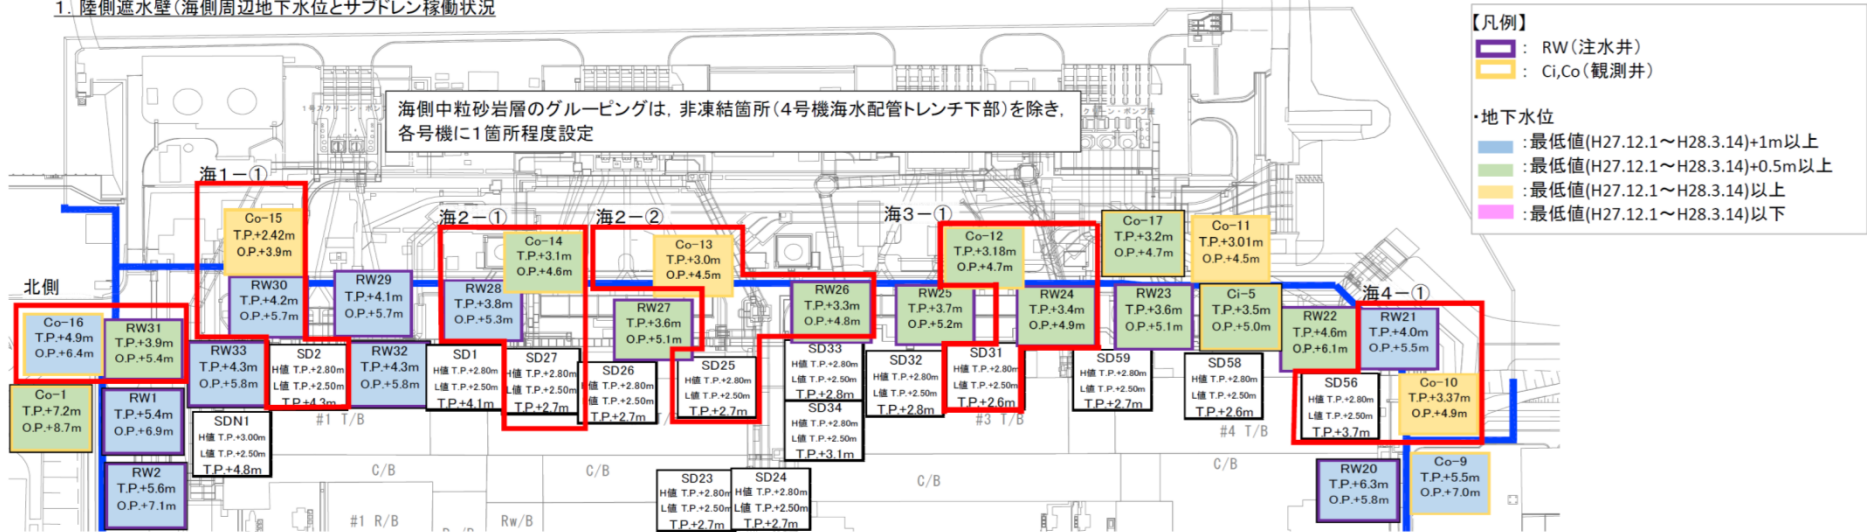 1. 陸側遮水壁(海側周辺地下水位とサブドレン稼働状況
【凡例】
: RW(注水井)
: Ci,Co(観測井)
・地下水位
:最低値(H27.12.1～H28.3.14)+1m以上
:最低値(H27.12.1～H28.3.14)+0.5m以上
:最低値(H27.12.1～H28.3.14)以上
:最低値(H27.12.1～H28.3.14)以下
海側中粒砂岩層のグルーピングは, 非凍結箇所(4号機海水配管トレンチ下部)を除き,
各号機に1箇所程度設定
海1-①
Co-15
T.P.+2.42m
O.P.+3.9m
RW30
T.P.+4.2m
O.P.+5.7m
RW29
T.P.+4.1m
O.P.+5.7m
海2-①
Co-14
T.P.+3.1m
O.P.+4.6m
RW28
T.P.+3.8m
O.P.+5.3m
海2-②
Co-13
T.P.+3.0m
O.P.+4.5m
RW27
T.P.+3.6m
O.P.+5.1m
RW26
T.P.+3.3m
O.P.+4.8m
海3-①
Co-12
T.P.+3.18m
O.P.+4.7m
RW25
T.P.+3.7m
O.P.+5.2m
RW24
T.P.+3.4m
O.P.+4.9m
Co-17
T.P.+3.2m
O.P.+4.7m
Co-11
T.P.+3.01m
O.P.+4.5m
RW23
T.P.+3.6m
O.P.+5.1m
Ci-5
T.P.+3.5m
O.P.+5.0m
RW22
T.P.+4.6m
O.P.+6.1m
海4-①
RW21
T.P.+4.0m
O.P.+5.5m
北側
Co-16
T.P.+4.9m
O.P.+6.4m
RW31
T.P.+3.9m
O.P.+5.4m
RW33
T.P.+4.3m
O.P.+5.8m
SD2
H値 T.P.+2.80m
L値 T.P.+2.50m
T.P.+4.3m
RW32
T.P.+4.3m
O.P.+5.8m
SD1
H値 T.P.+2.80m
L値 T.P.+2.50m
T.P.+4.1m
SD27
H値 T.P.+2.80m
L値 T.P.+2.50m
T.P.+2.7m
SD26
H値 T.P.+2.80m
L値 T.P.+2.50m
T.P.+2.7m
SD25
H値 T.P.+2.80m
L値 T.P.+2.50m
T.P.+2.7m
SD33
H値 T.P.+2.80m
L値 T.P.+2.50m
T.P.+2.8m
SD32
H値 T.P.+2.80m
L値 T.P.+2.50m
T.P.+2.8m
SD31
H値 T.P.+2.80m
L値 T.P.+2.50m
T.P.+2.6m
SD59
H値 T.P.+2.80m
L値 T.P.+2.50m
T.P.+2.7m
SD58
H値 T.P.+2.80m
L値 T.P.+2.50m
T.P.+2.6m
SD56
H値 T.P.+2.80m
L値 T.P.+2.50m
T.P.+3.7m
Co-10
T.P.+3.37m
O.P.+4.9m
Co-1
T.P.+7.2m
O.P.+8.7m
RW1
T.P.+5.4m
O.P.+6.9m
SDN1
H値 T.P.+3.00m
L値 T.P.+2.50m
T.P.+4.8m
SD34
H値 T.P.+2.80m
L値 T.P.+2.50m
T.P.+3.1m
#1 T/B
#3 T/B
#4 T/B
RW2
T.P.+5.6m
O.P.+7.1m
C/B
C/B
SD23
H値 T.P.+2.80m
L値 T.P.+2.50m
T.P.+2.7m
SD24
H値 T.P.+2.80m
L値 T.P.+2.50m
T.P.+2.7m
C/B
C/B
RW20
T.P.+6.3m
O.P.+5.8m
Co-9
T.P.+5.5m
O.P.+7.0m
#1 R/B
Rw/B